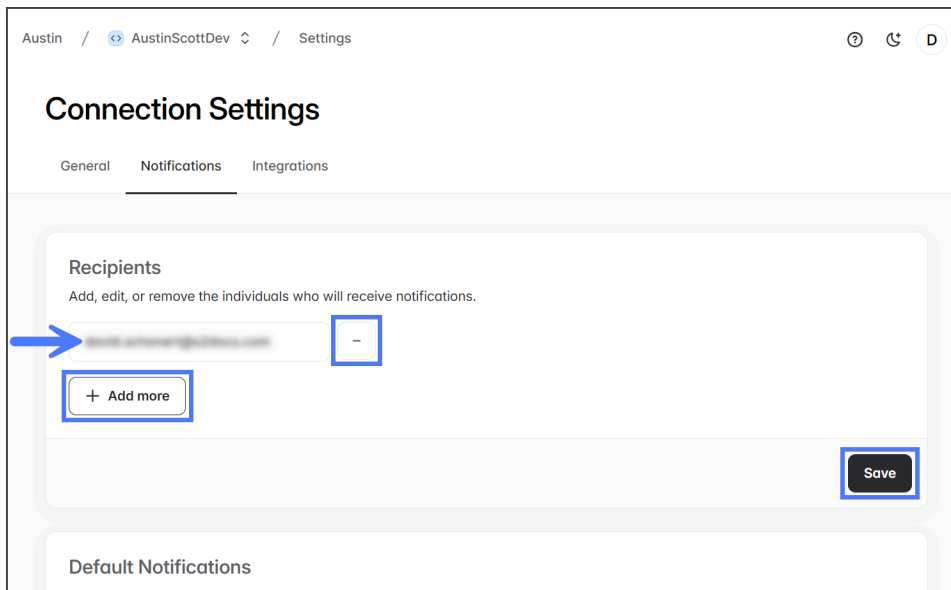 Austin / AustinScottDev / Settings
D
Connection Settings
General Notifications Integrations
Recipients
Add, edit, or remove the individuals who will receive notifications.
+ Add more
Save
Default Notifications